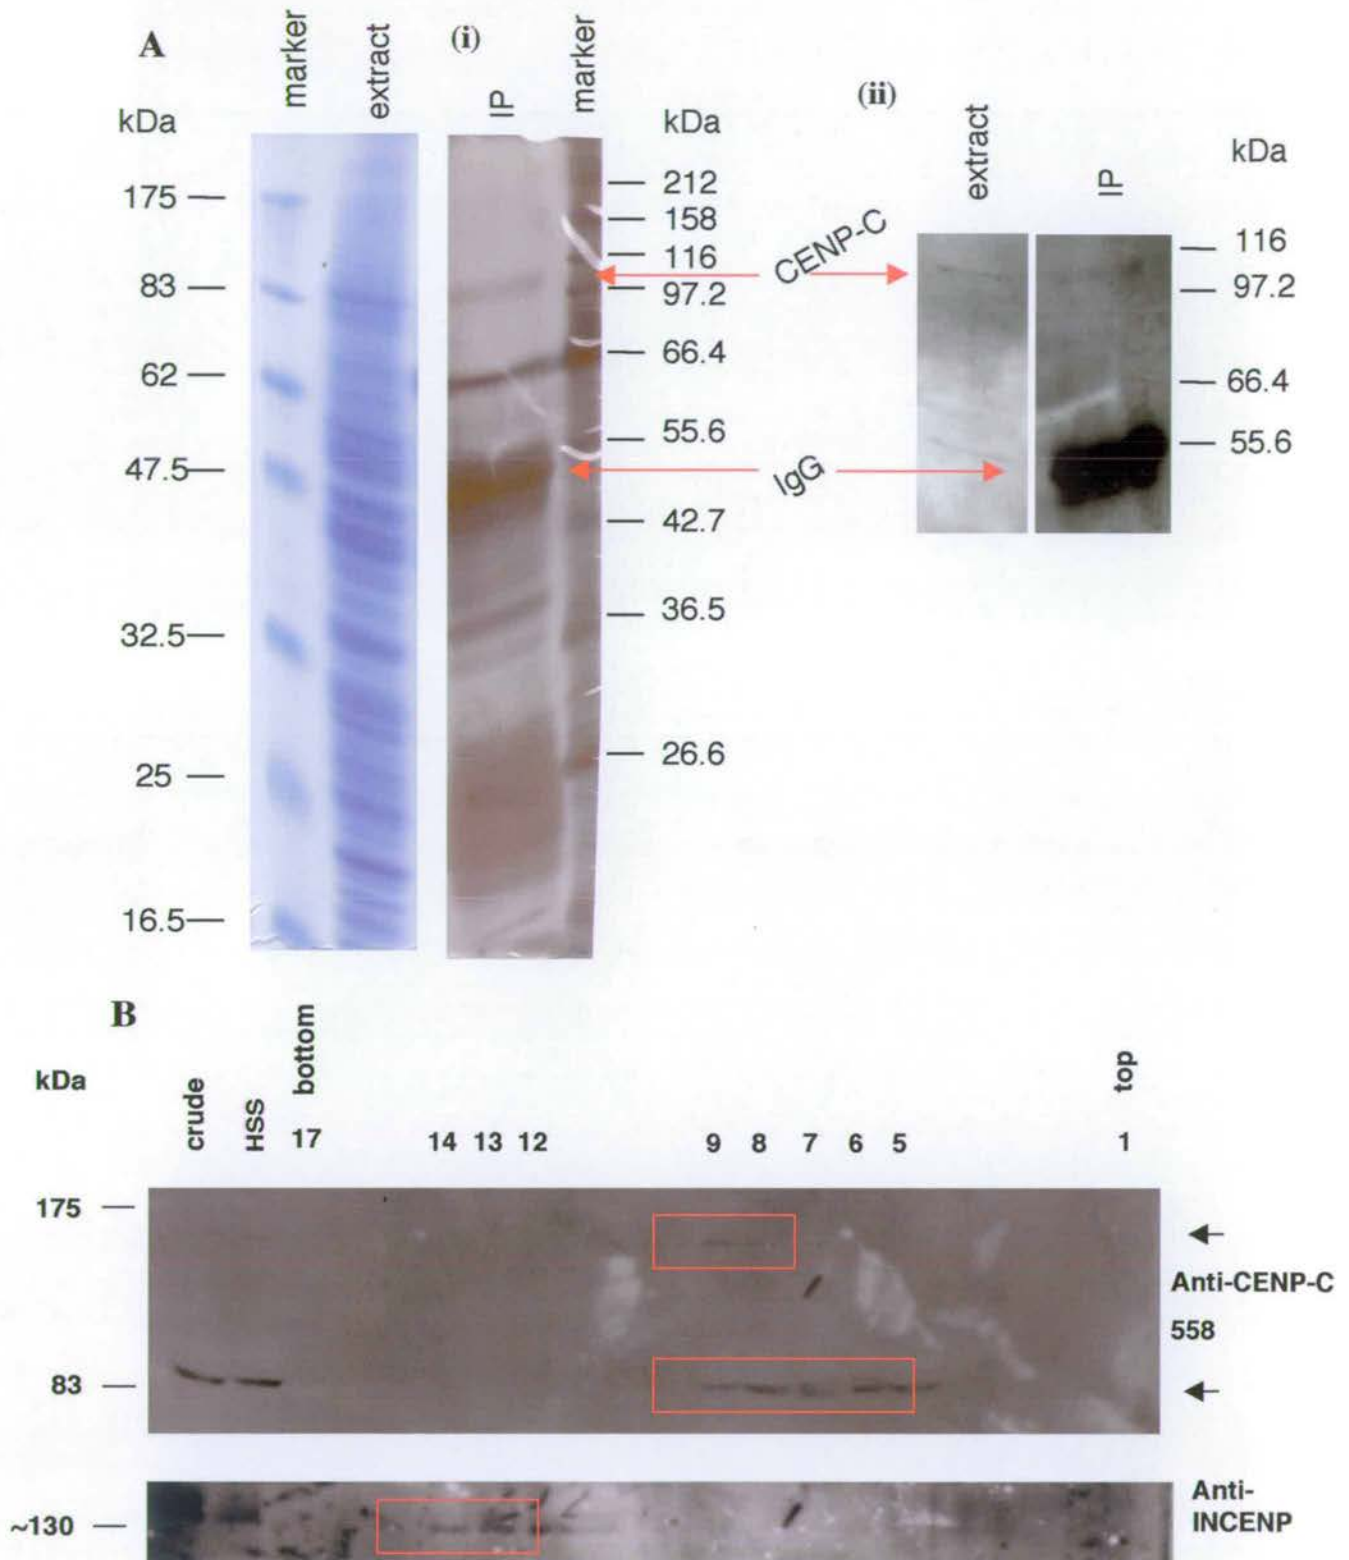 A
marker
extract
(i)
IP
marker
(ii)
extract
IP
kDa
kDa
kDa
175
83
62
47.5
32.5
25
16.5
212
158
116
97.2
66.4
55.6
42.7
36.5
26.6
CENP-C
IgG
116
97.2
66.4
55.6
B
kDa
crude
HSS
bottom
top
17 14 13 12 9 8 7 6 5 1
175
83
Anti-CENP-C
558
~130
Anti-
INCENP